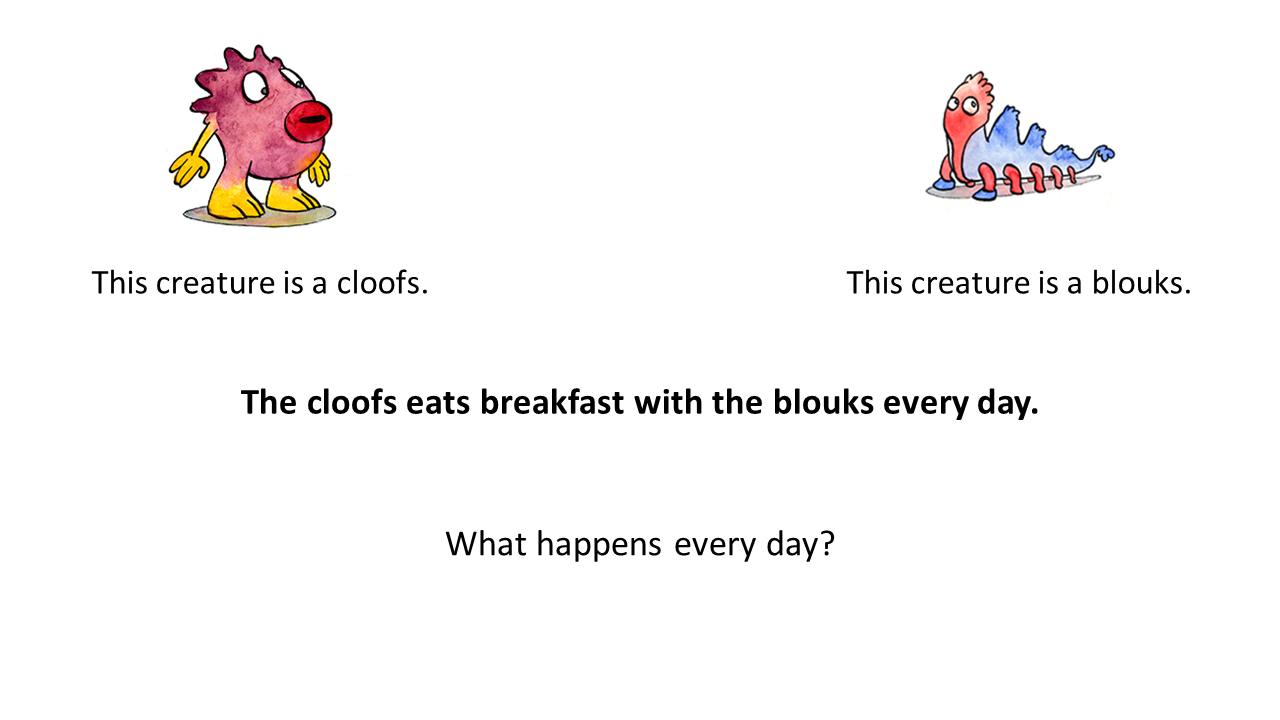 This creature is a cloofs.
This creature is a blouks.
The cloofs eats breakfast with the blouks every day.
What happens every day?